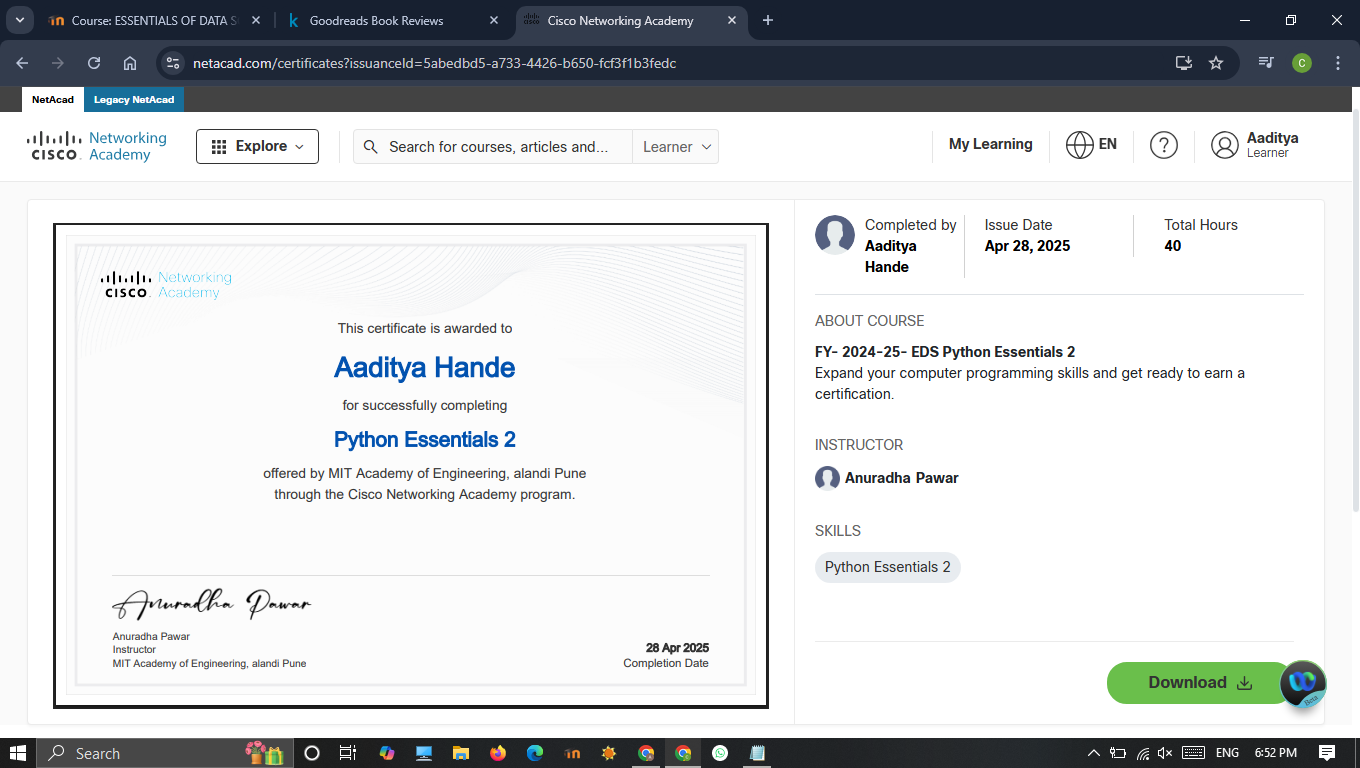 Course: ESSENTIALS OF DATA S
Goodreads Book Reviews
Cisco Networking Academy
netacad.com/certificates?issuanceId=5abedbd5-a733-4426-b650-fcf3f1b3fedc
C
NetAcad
Legacy NetAcad
CISCO
Networking
Academy
Explore
Search for courses, articles and...
Learner
My Learning
EN
?
Aaditya
Learner
CISCO.
Networking
Academy
This certificate is awarded to
Aaditya Hande
for successfully completing
Python Essentials 2
offered by MIT Academy of Engineering, alandi Pune
through the Cisco Networking Academy program.
Anuradha Pawar
Anuradha Pawar
Instructor
MIT Academy of Engineering, alandi Pune
28 Apr 2025
Completion Date
Completed by
Aaditya
Hande
Issue Date
Apr 28, 2025
Total Hours
40
ABOUT COURSE
FY- 2024-25- EDS Python Essentials 2
Expand your computer programming skills and get ready to earn a
certification.
INSTRUCTOR
Anuradha Pawar
SKILLS
Python Essentials 2
Download
Beta
Search
ENG
6:52 PM